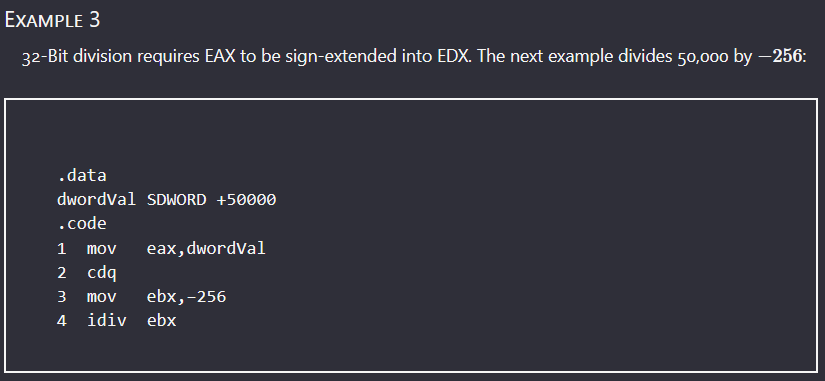 EXAMPLE 3
32-Bit division requires EAX to be sign-extended into EDX. The next example divides 50,000 by −256:
.data
dwordVal SDWORD +50000
.code
1 mov eax,dwordVal
2 cdq
3 mov ebx,−256
4 idiv ebx